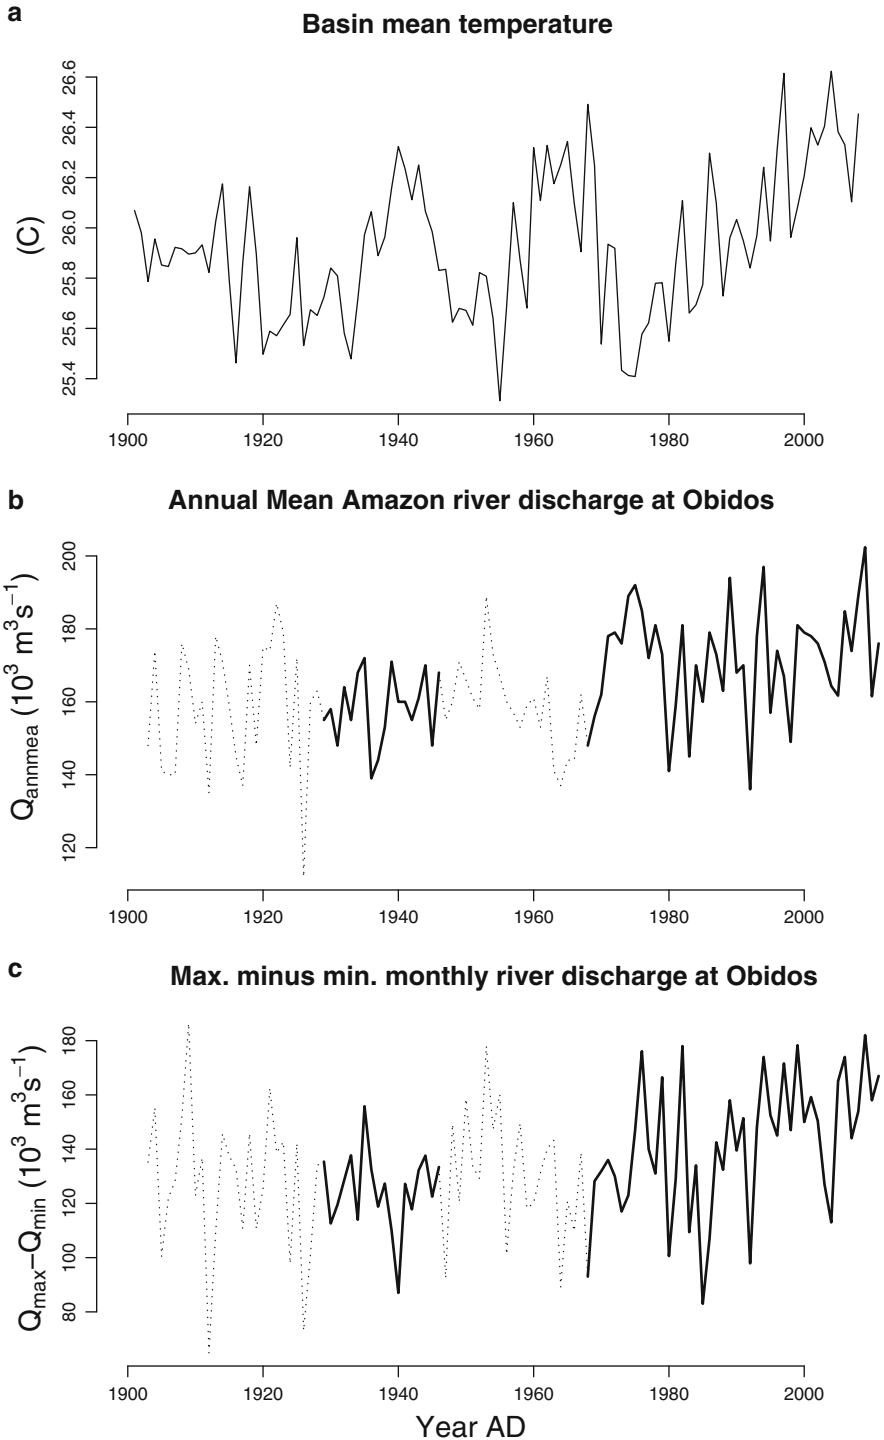 a
Basin mean temperature
(C)
26.6
26.4
26.2
26.0
25.8
25.6
25.4
1900 1920 1940 1960 1980 2000
b
Annual Mean Amazon river discharge at Obidos
Qannmea (10³ m³s⁻¹)
200
180
160
140
120
1900 1920 1940 1960 1980 2000
c
Max. minus min. monthly river discharge at Obidos
Qmax−Qmin (10³ m³s⁻¹)
180
160
140
120
100
80
1900 1920 1940 1960 1980 2000
Year AD